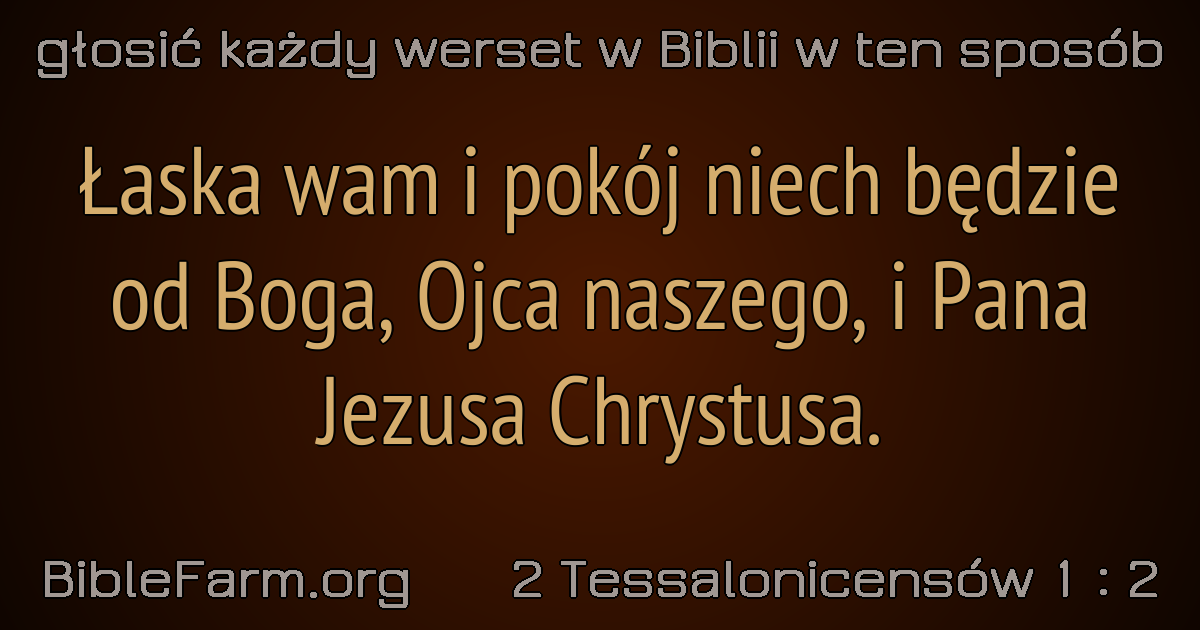 głosić każdy werset w Biblii w ten sposób
Łaska wam i pokój niech będzie
od Boga, Ojca naszego, i Pana
Jezusa Chrystusa.
BibleFarm.org 2 Tessalonicensów 1 : 2